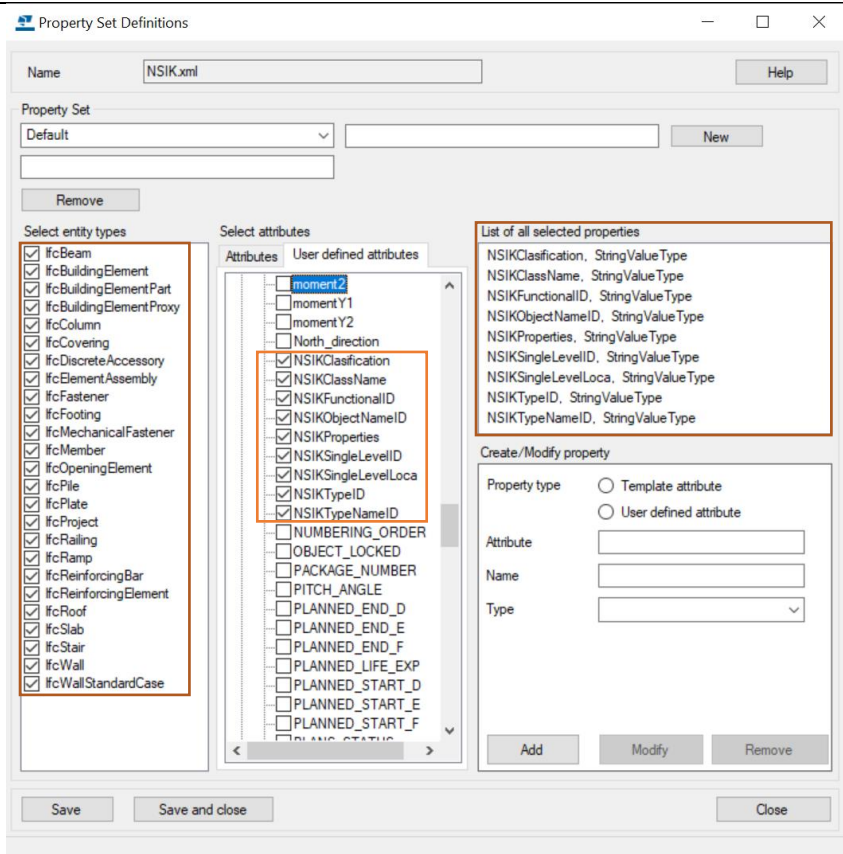 Property Set Definitions
Name
NSIK.xml
Help
Property Set
Default
New
Remove
Select entity types
IfcBeam
IfcBuildingElement
IfcBuildingElementPart
IfcBuildingElementProxy
IfcColumn
IfcCovering
IfcDiscreteAccessory
IfcElementAssembly
IfcFastener
IfcFooting
IfcMechanicalFastener
IfcMember
IfcOpeningElement
IfcPile
IfcPlate
IfcProject
IfcRailing
IfcRamp
IfcReinforcingBar
IfcReinforcingElement
IfcRoof
IfcSlab
IfcStair
IfcWall
IfcWallStandardCase
Select attributes
Attributes
User defined attributes
moment2
momentY1
momentY2
North_direction
NSIKClasification
NSIKClassName
NSIKFunctionalID
NSIKObjectNameID
NSIKProperties
NSIKSingleLevelID
NSIKSingleLevelLoca
NSIKTypeID
NSIKTypeNameID
NUMBERING_ORDER
OBJECT_LOCKED
PACKAGE_NUMBER
PITCH_ANGLE
PLANNED_END_D
PLANNED_END_E
PLANNED_END_F
PLANNED_LIFE_EXP
PLANNED_START_D
PLANNED_START_E
PLANNED_START_F
PLANS_STATUS
List of all selected properties
NSIKClasification, StringValueType
NSIKClassName, StringValueType
NSIKFunctionalID, StringValueType
NSIKObjectNameID, StringValueType
NSIKProperties, StringValueType
NSIKSingleLevelID, StringValueType
NSIKSingleLevelLoca, StringValueType
NSIKTypeID, StringValueType
NSIKTypeNameID, StringValueType
Create/Modify property
Property type
Template attribute
User defined attribute
Attribute
Name
Type
Add
Modify
Remove
Save
Save and close
Close